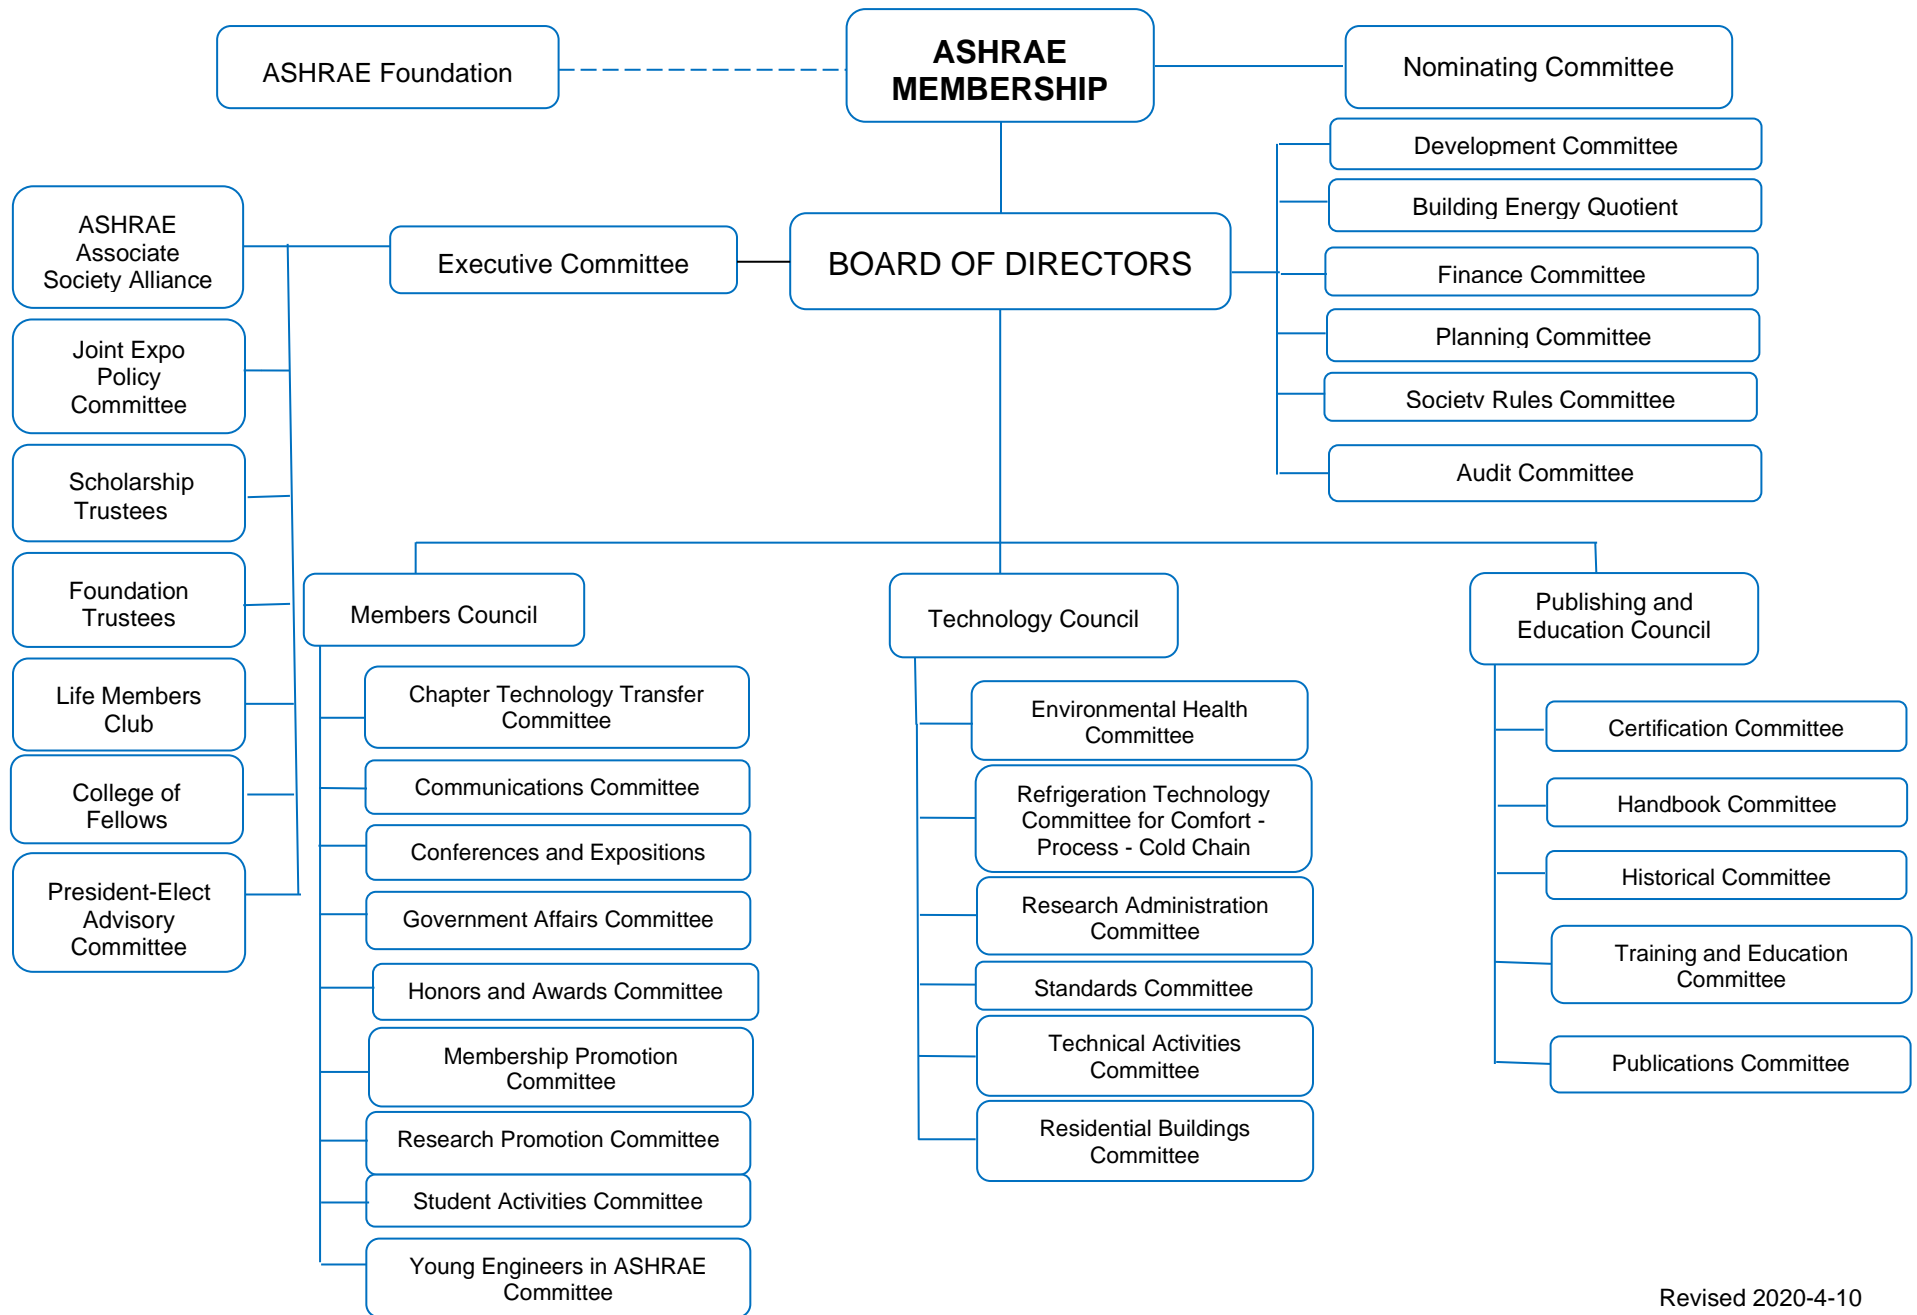 ASHRAE Foundation
ASHRAE
MEMBERSHIP
Nominating Committee
Development Committee
Building Energy Quotient
Finance Committee
Planning Committee
Society Rules Committee
Audit Committee
BOARD OF DIRECTORS
Executive Committee
ASHRAE
Associate
Society Alliance
Joint Expo
Policy
Committee
Scholarship
Trustees
Foundation
Trustees
Life Members
Club
College of
Fellows
President-Elect
Advisory
Committee
Members Council
Chapter Technology Transfer
Committee
Communications Committee
Conferences and Expositions
Government Affairs Committee
Honors and Awards Committee
Membership Promotion
Committee
Research Promotion Committee
Student Activities Committee
Young Engineers in ASHRAE
Committee
Technology Council
Environmental Health
Committee
Refrigeration Technology
Committee for Comfort -
Process - Cold Chain
Research Administration
Committee
Standards Committee
Technical Activities
Committee
Residential Buildings
Committee
Publishing and
Education Council
Certification Committee
Handbook Committee
Historical Committee
Training and Education
Committee
Publications Committee
Revised 2020-4-10